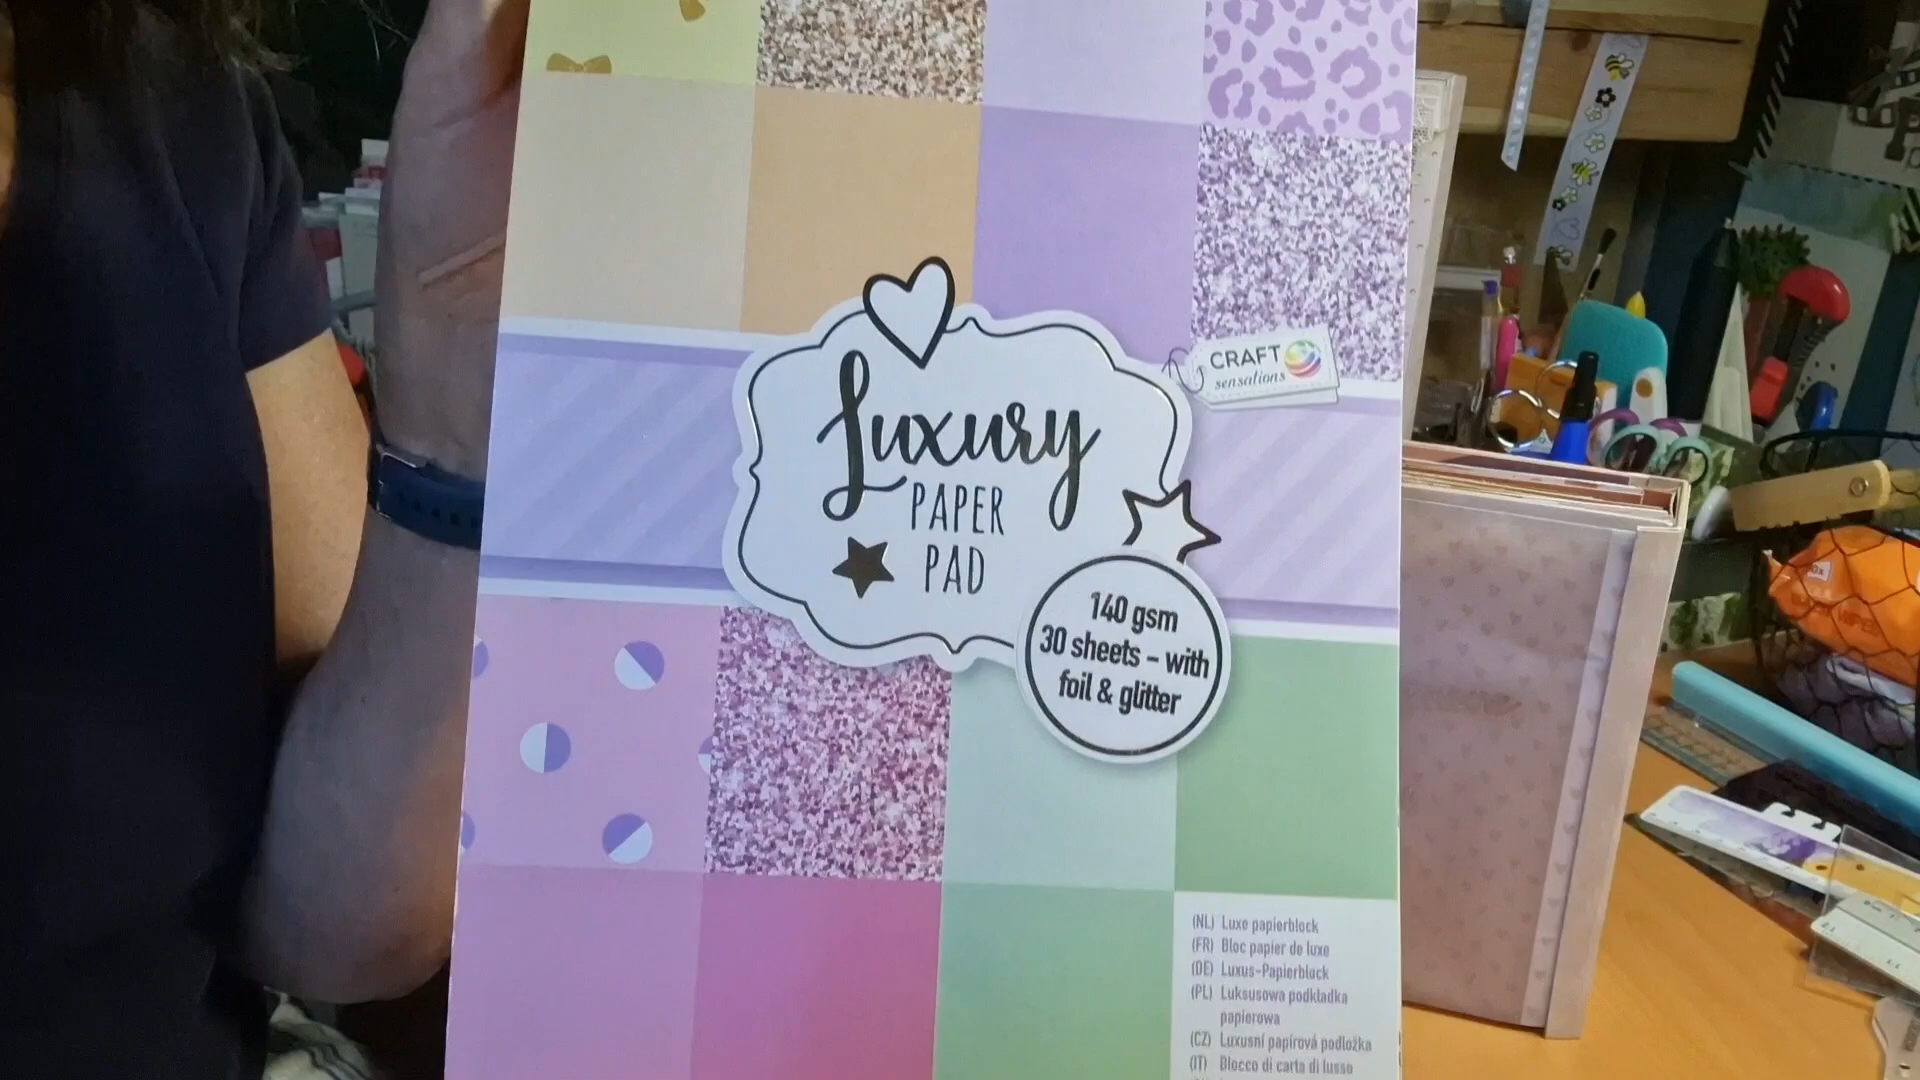 CRAFT
sensations
Luxury
PAPER
PAD
140 gsm
30 sheets – with
foil & glitter
(NL) Luxe papierblock
(FR) Bloc papier de luxe
(DE) Luxus-Papierblock
(PL) Luksusowa podkładka
papierowa
(CZ) Luxusní papírová podložka
(IT) Blocco di carta di lusso